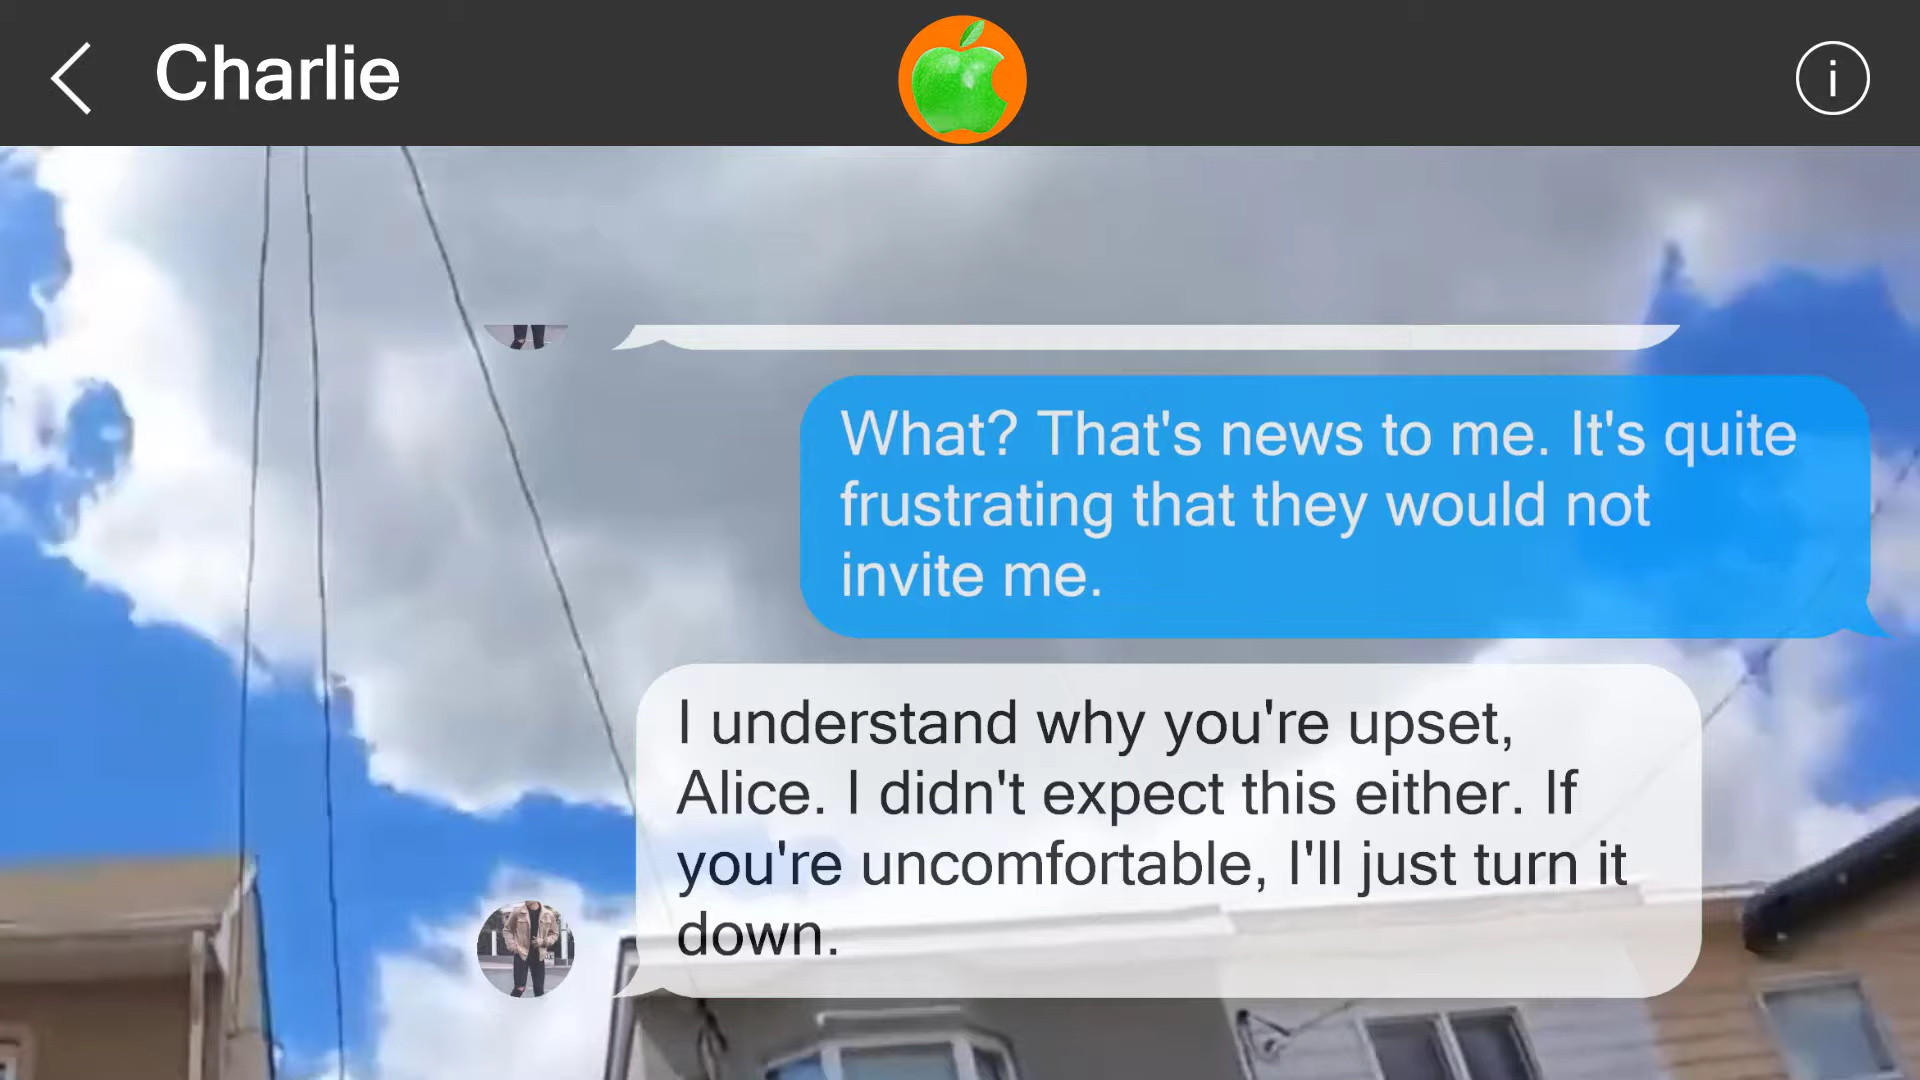 Charlie
i
What? That's news to me. It's quite
frustrating that they would not
invite me.
I understand why you're upset,
Alice. I didn't expect this either. If
you're uncomfortable, I'll just turn it
down.